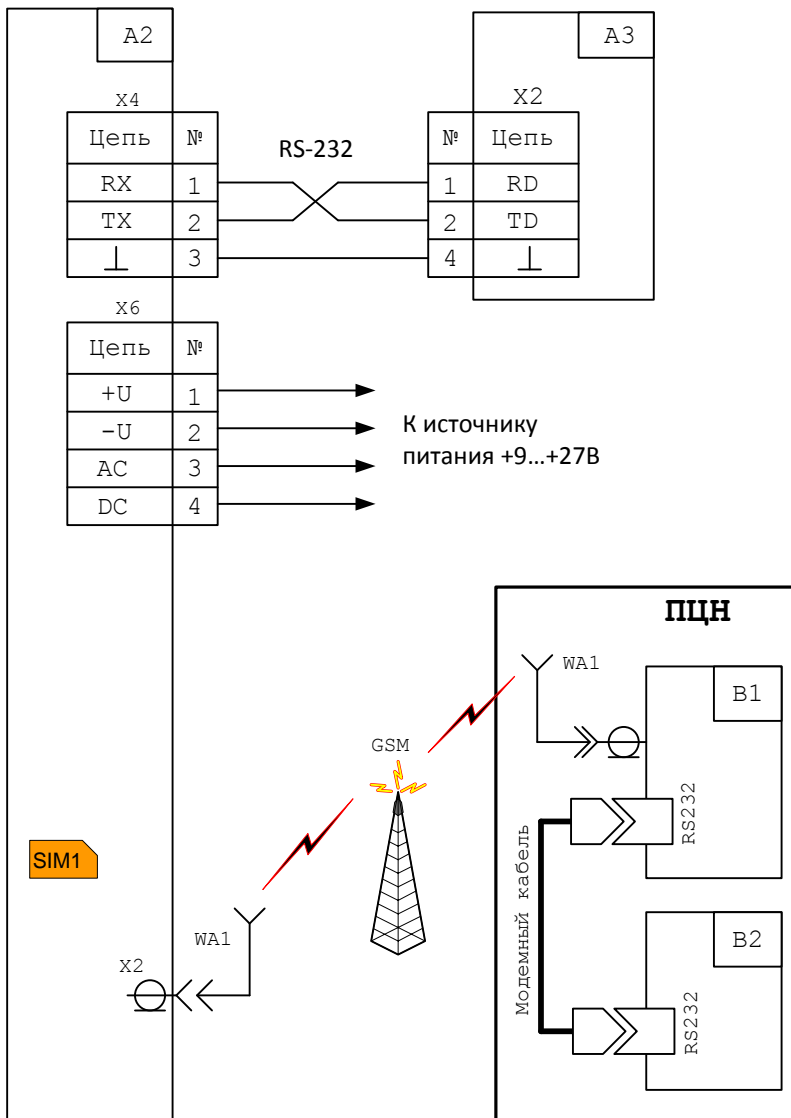 A2
A3
X4
Цепь №
RX 1
TX 2
⊥ 3
RS-232
X2
№ Цепь
1 RD
2 TD
4 ⊥
X6
Цепь №
+U 1
-U 2
AC 3
DC 4
К источнику
питания +9...+27В
ПЦН
WA1
B1
RS232
GSM
SIM1
WA1
X2
Модемный кабель
B2
RS232